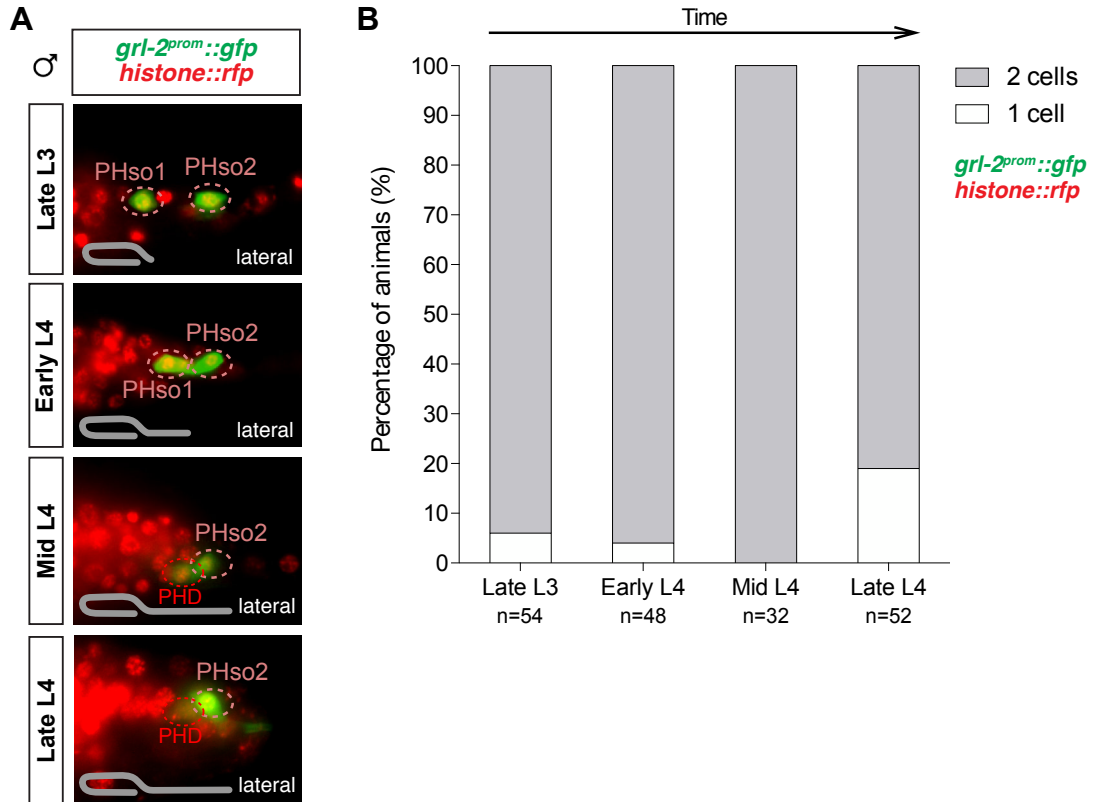 A
♂
grl-2prom::gfp
histone::rfp
Late L3
PHso1
PHso2
lateral
Early L4
PHso2
PHso1
lateral
Mid L4
PHso2
PHD
lateral
Late L4
PHso2
PHD
lateral
B
Time
Percentage of animals (%)
100
90
80
70
60
50
40
30
20
10
0
Late L3
n=54
Early L4
n=48
Mid L4
n=32
Late L4
n=52
2 cells
1 cell
grl-2prom::gfp
histone::rfp